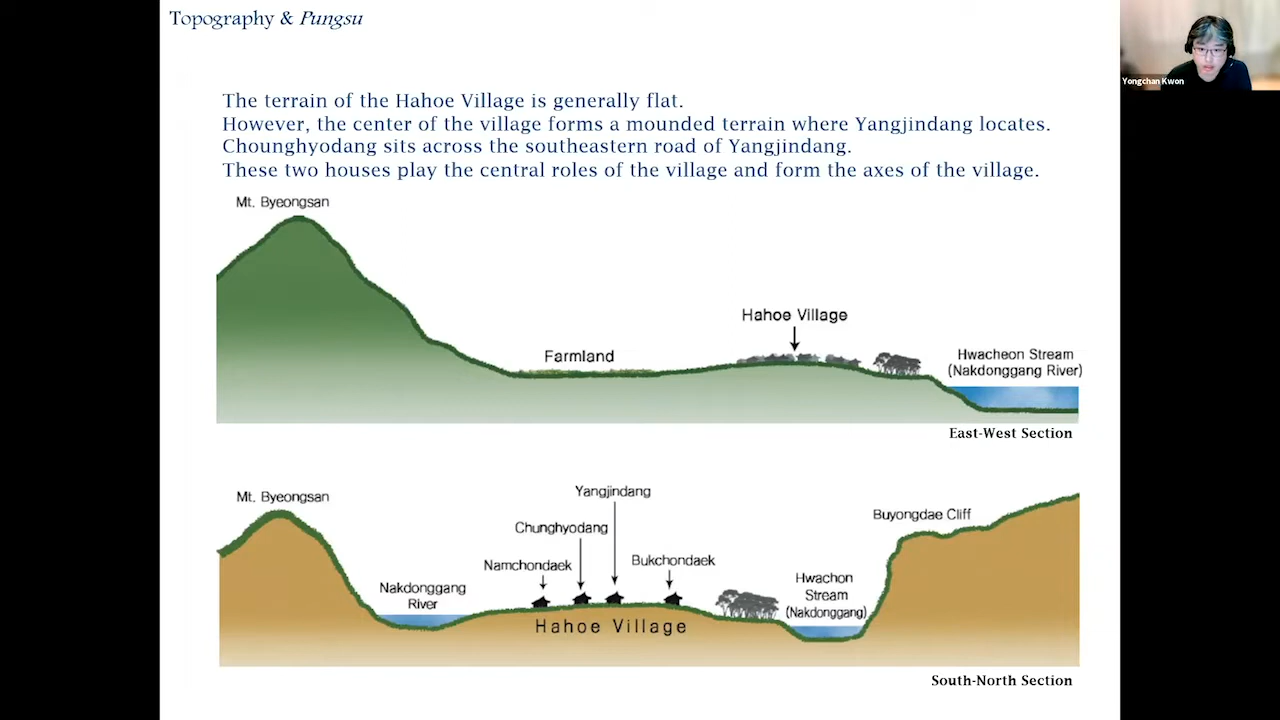 Topography & Pungsu
Yongchan Kwon
The terrain of the Hahoe Village is generally flat.
However, the center of the village forms a mounded terrain where Yangjindang locates.
Chounghyodang sits across the southeastern road of Yangjindang.
These two houses play the central roles of the village and form the axes of the village.
Mt. Byeongsan
Hahoe Village
Farmland
Hwacheon Stream
(Nakdonggang River)
East-West Section
Mt. Byeongsan
Yangjindang
Chunghyodang
Namchondaek
Bukchondaek
Buyongdae Cliff
Nakdonggang
River
Hwachon
Stream
(Nakdonggang)
Hahoe Village
South-North Section